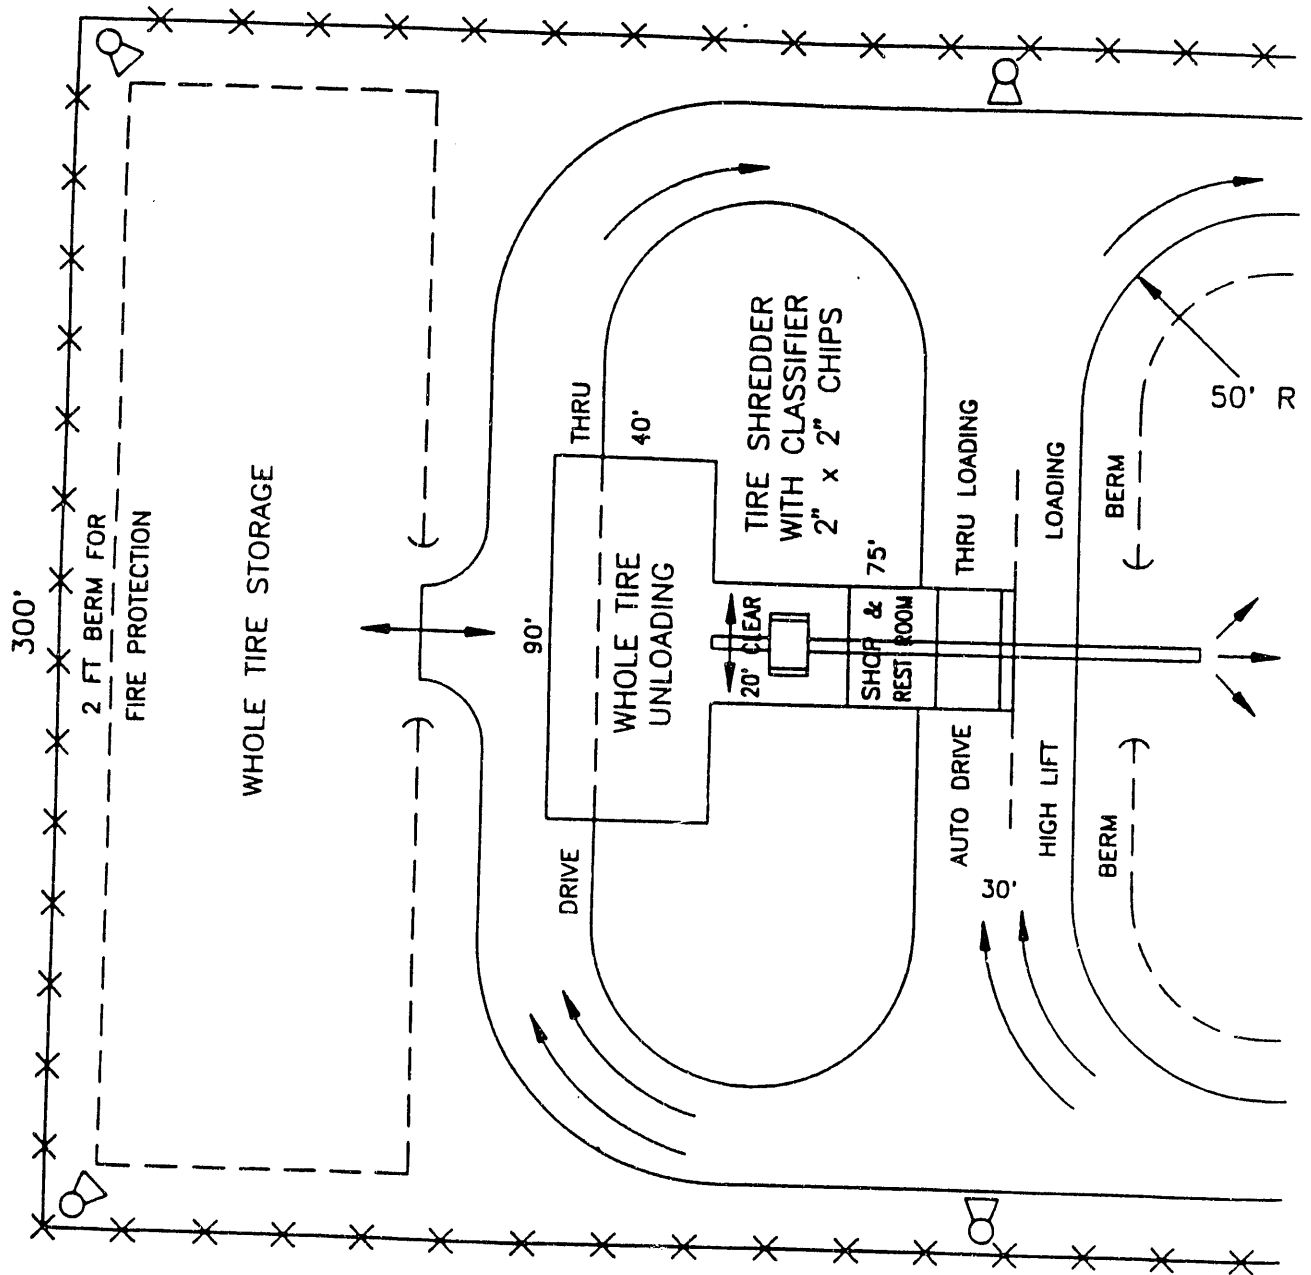 300'
2 FT BERM FOR
FIRE PROTECTION
WHOLE TIRE STORAGE
90'
DRIVE
THRU
40'
WHOLE TIRE
UNLOADING
TIRE SHREDDER
WITH CLASSIFIER
2" x 2" CHIPS
20' CLEAR
75'
SHOP &
REST ROOM
AUTO DRIVE
THRU LOADING
30'
HIGH LIFT
LOADING
BERM
BERM
50' R